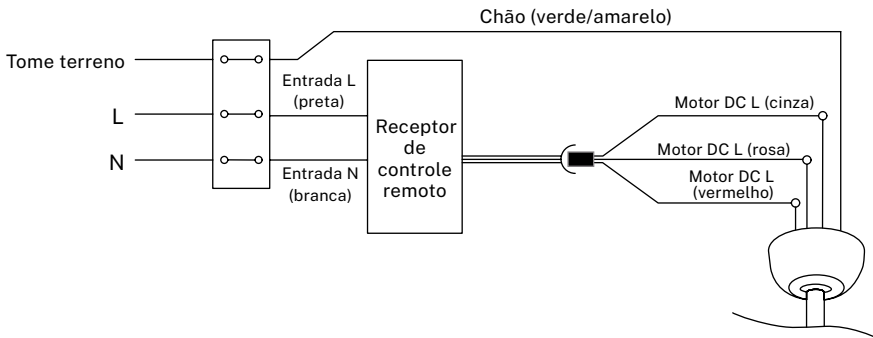 Chão (verde/amarelo)
Tome terreno
L
N
Entrada L
(preta)
Entrada N
(branca)
Receptor
de
controle
remoto
Motor DC L (cinza)
Motor DC L (rosa)
Motor DC L
(vermelho)